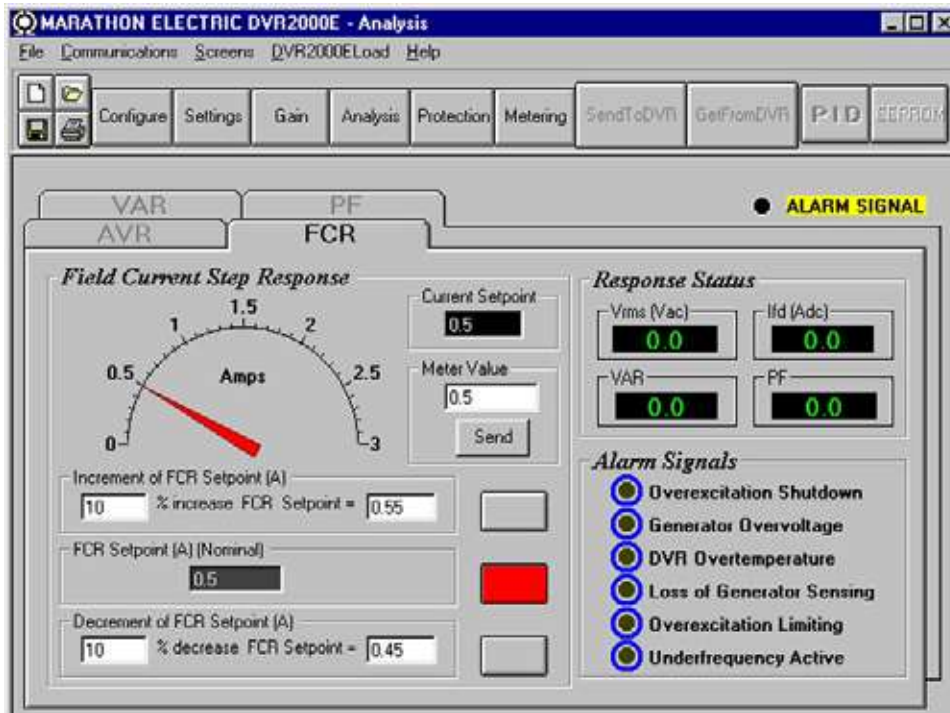 MARATHON ELECTRIC DVR2000E - Analysis
File Communications Screens DVR2000ELoad Help
Configure Settings Gain Analysis Protection Metering SendToDVR GetFromDVR PID EEPROM
VAR PF
ALARM SIGNAL
AVR FCR
Field Current Step Response
0 0.5 1 1.5 2 2.5 3
Amps
Current Setpoint
0.5
Meter Value
0.5
Send
Increment of FCR Setpoint (A)
10 % increase FCR Setpoint = 0.55
FCR Setpoint (A) (Nominal)
0.5
Decrement of FCR Setpoint (A)
10 % decrease FCR Setpoint = 0.45
Response Status
Vrms (Vac) Ifd (Adc)
0.0 0.0
VAR PF
0.0 0.0
Alarm Signals
Overexcitation Shutdown
Generator Overvoltage
DVR Overtemperature
Loss of Generator Sensing
Overexcitation Limiting
Underfrequency Active